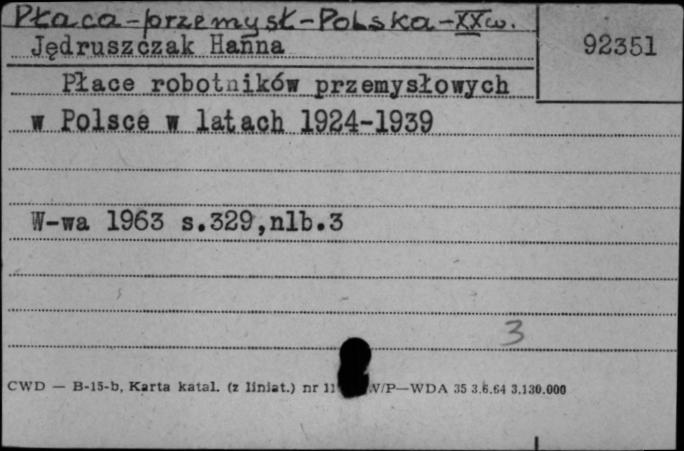 Płaca-przemysł-Polska-XXw.
Jędruszczak Hanna
92351
Płace robotników przemysłowych
w Polsce w latach 1924-1939
W-wa 1963 s.329,nlb.3
3
CWD — B-15-b, Karta katal. (z liniat.) nr 11 W/P—WDA 35 3.6.64 3.130.000